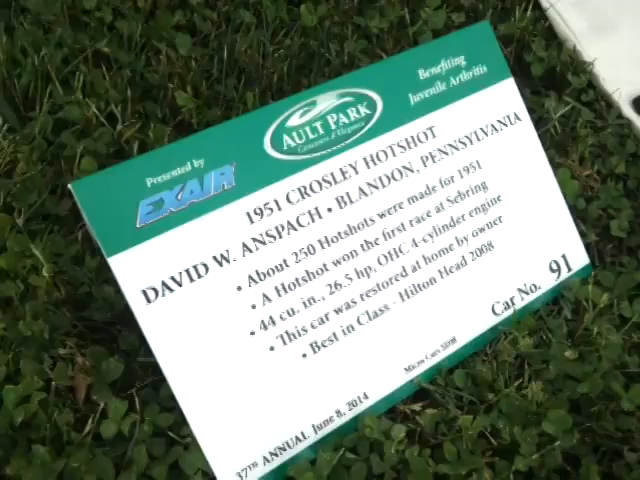 Presented by
EXAIR
AULT PARK
Concours d'Elegance
Benefiting
Juvenile Arthritis
1951 CROSLEY HOTSHOT
DAVID W. ANSPACH • BLANDON, PENNSYLVANIA
• About 250 Hotshots were made for 1951
• A Hotshot won the first race at Sebring
• 44 cu. in., 26.5 hp, OHC 4-cylinder engine
• This car was restored at home by owner
• Best in Class - Hilton Head 2008
Car No. 91
Micro Cars
37TH ANNUAL June 8, 2014